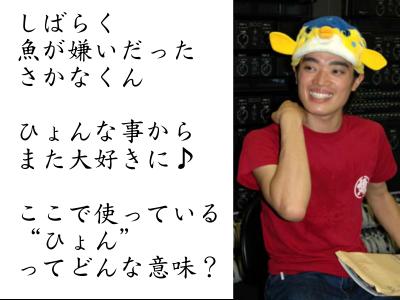 しばらく
魚が嫌いだった
さかなくん
ひょんな事から
また大好きに♪
ここで使っている
“ひょん”
ってどんな意味？